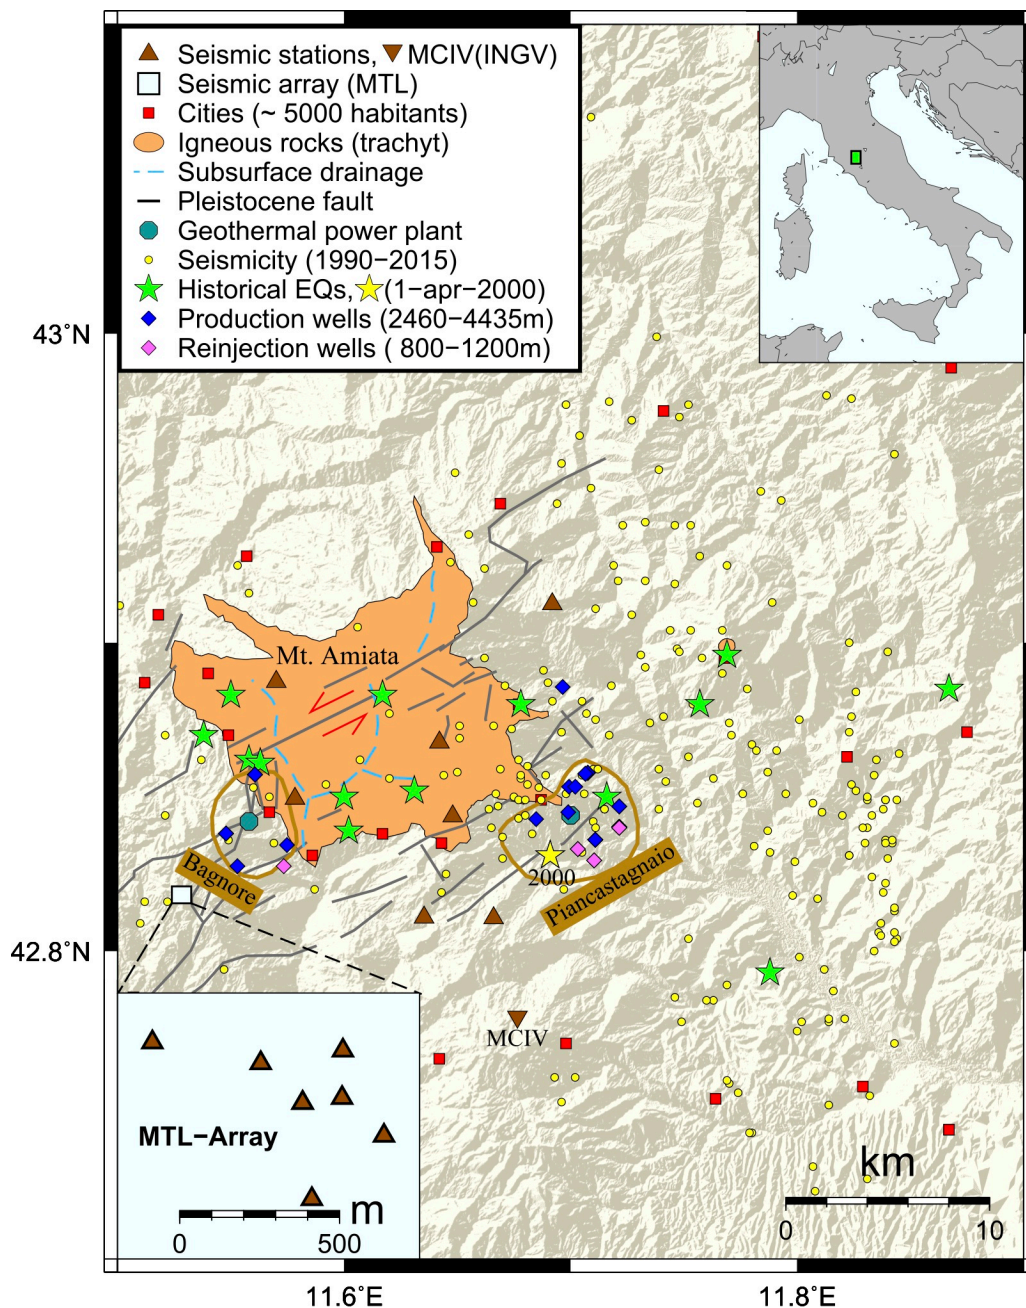 Seismic stations, MCIV(INGV)
Seismic array (MTL)
Cities (~ 5000 habitants)
Igneous rocks (trachyt)
Subsurface drainage
Pleistocene fault
Geothermal power plant
Seismicity (1990−2015)
Historical EQs, (1−apr−2000)
Production wells (2460−4435m)
Reinjection wells ( 800−1200m)
43˚N
Mt. Amiata
Bagnore
2000
Piancastagnaio
42.8˚N
MCIV
MTL−Array
m
0 500
km
0 10
11.6˚E
11.8˚E